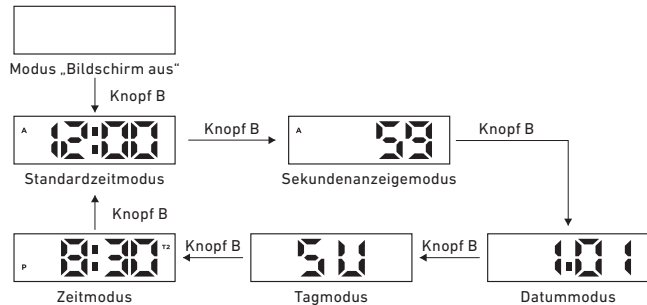 Modus „Bildschirm aus“
Knopf B
A 12:00
Knopf B
A 59
Knopf B
Standardzeitmodus
Sekundenanzeigemodus
Knopf B
P 8:30 T2
Knopf B
SU
Knopf B
1.01
Zeitmodus
Tagmodus
Datummodus